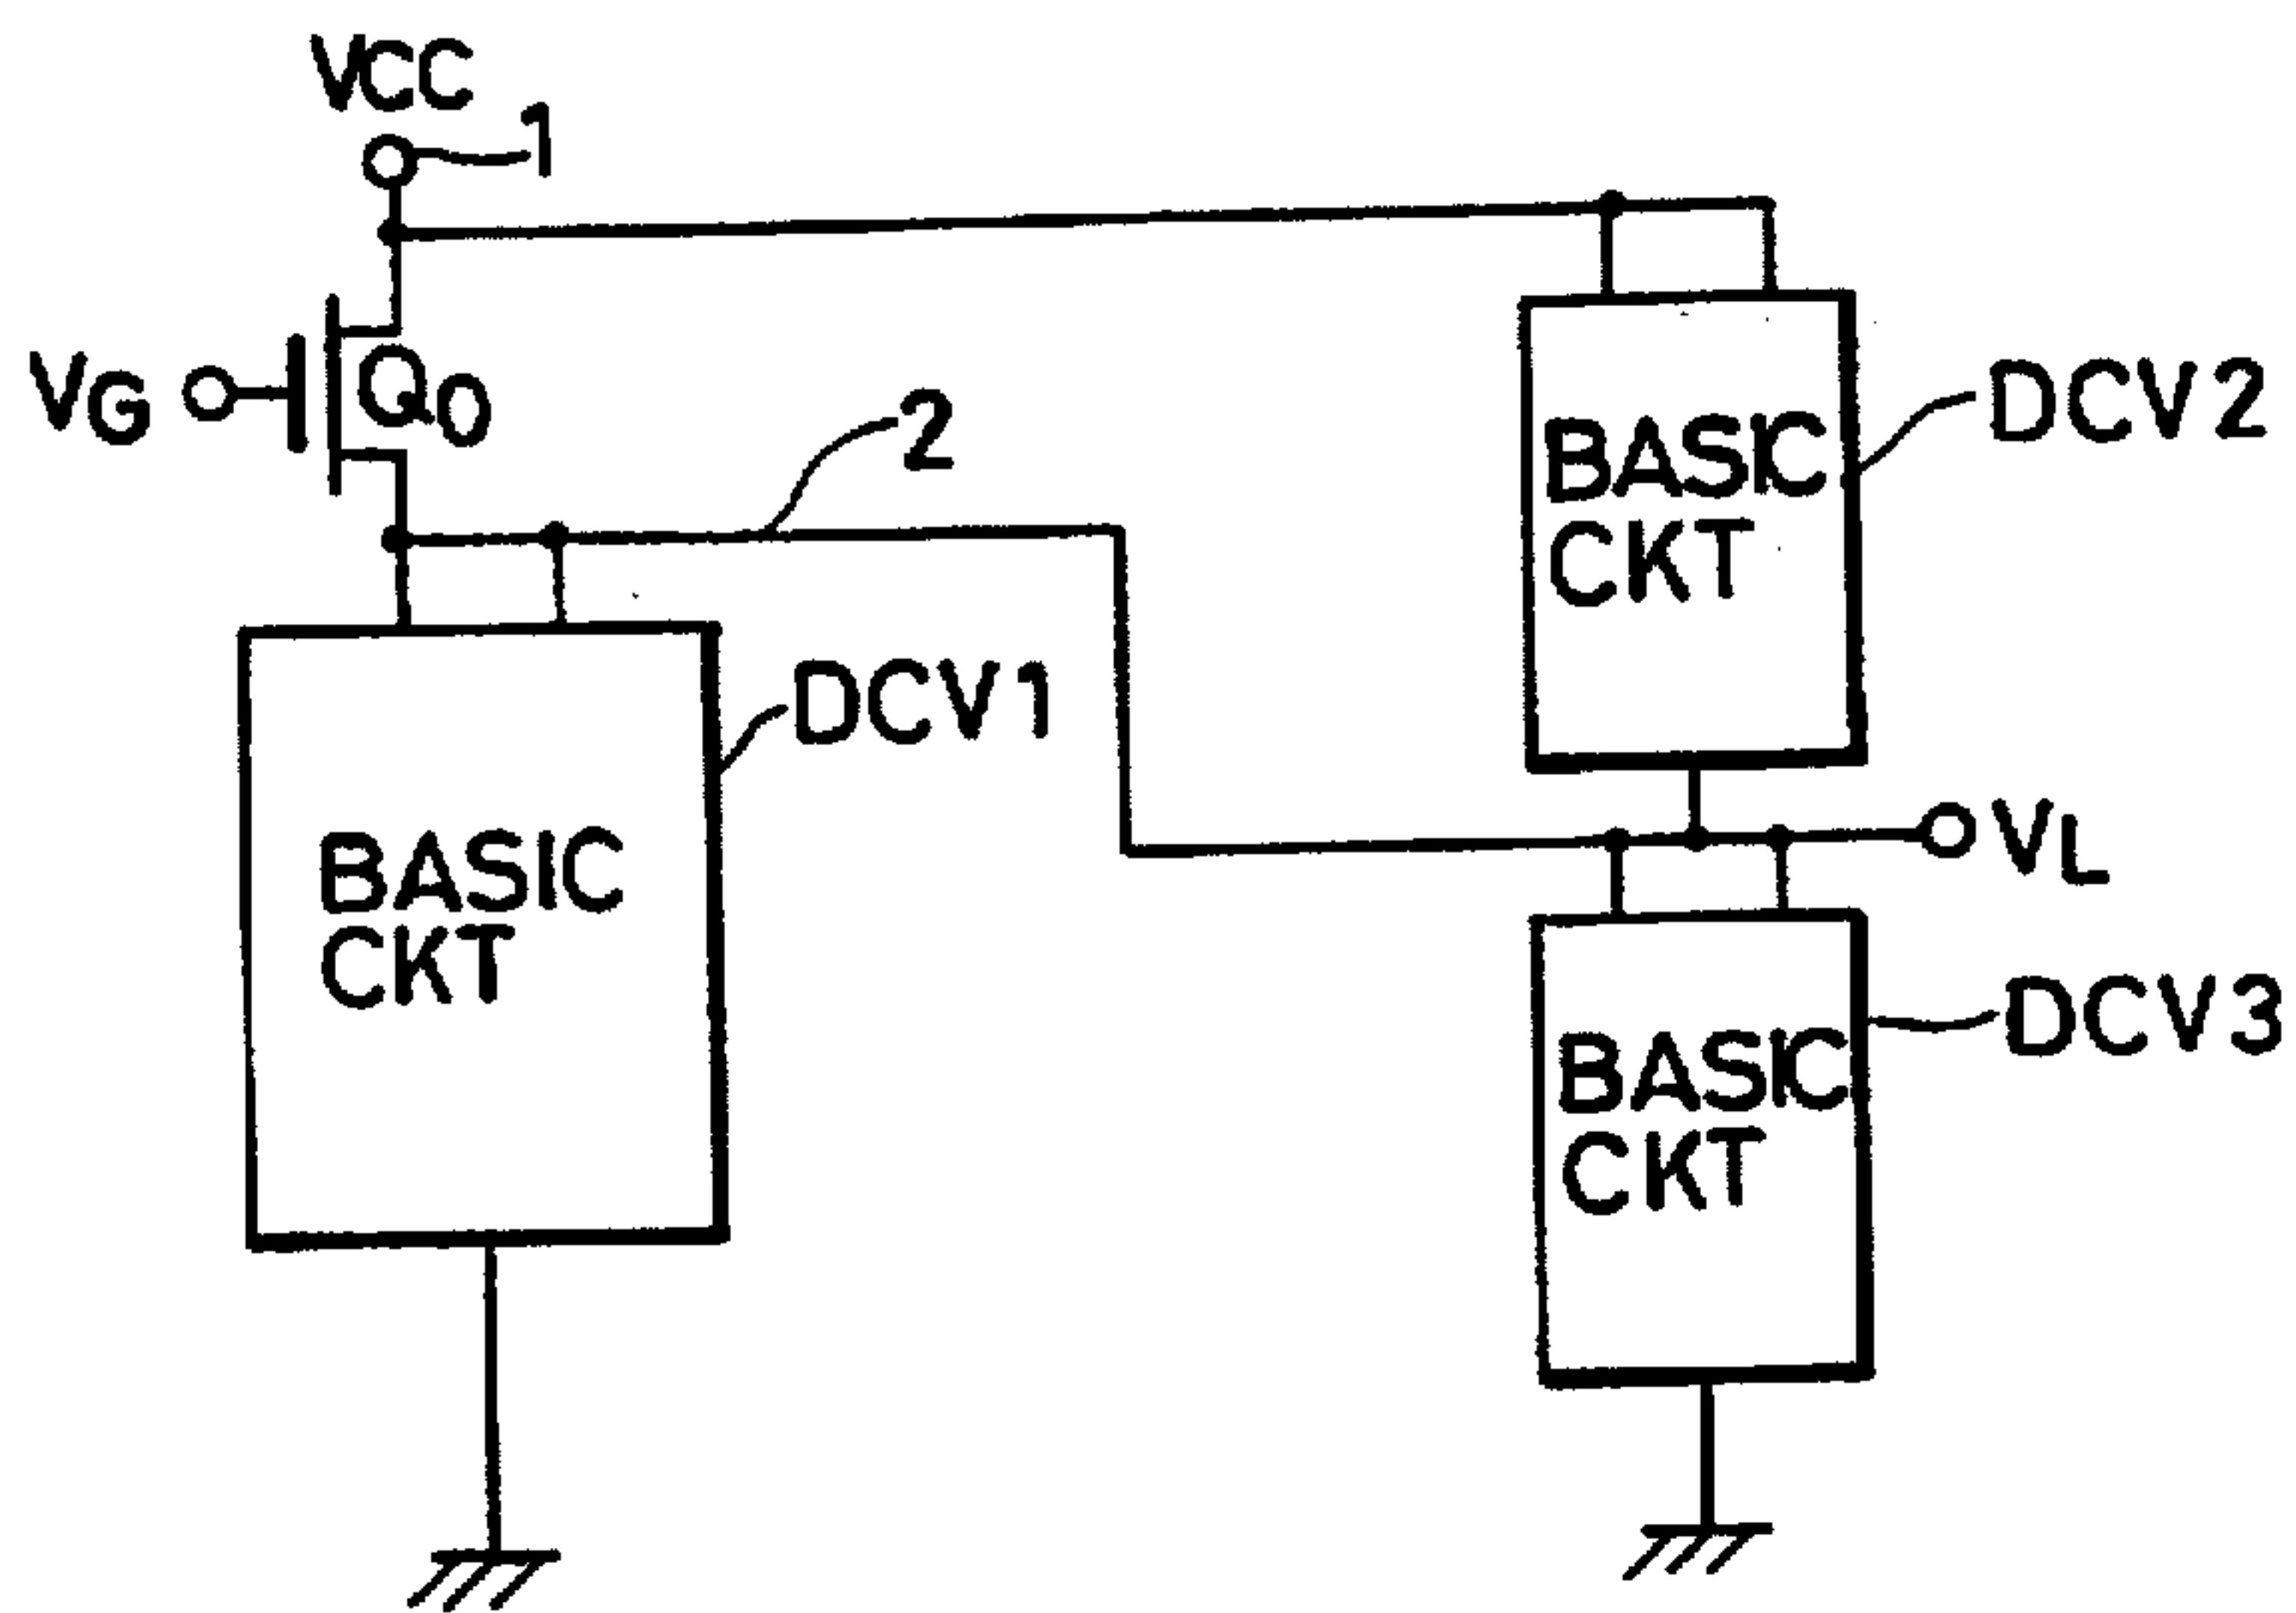 VCC
1
VG
Q0
2
BASIC
CKT
DCV2
DCV1
BASIC
CKT
VL
BASIC
CKT
DCV3